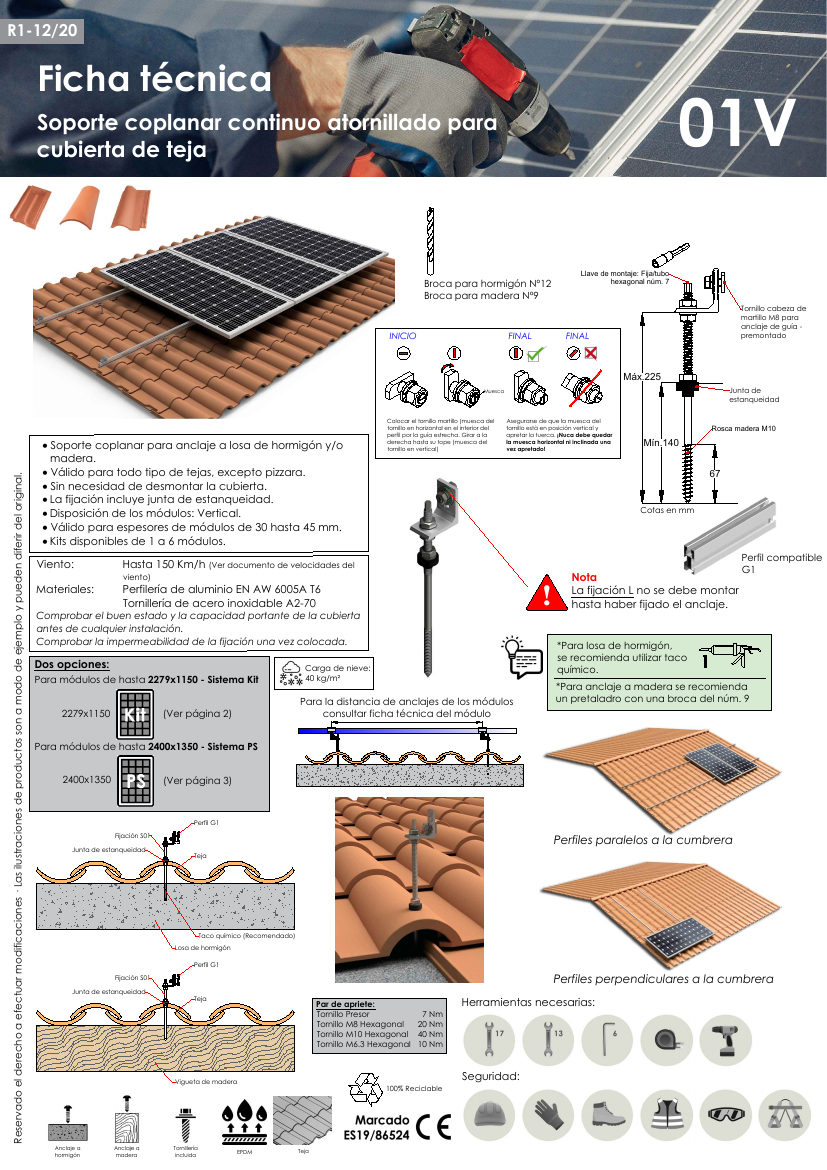 R1-12/20
Ficha técnica
Soporte coplanar continuo atornillado para
cubierta de teja
01V
Broca para hormigón Nº12
Broca para madera Nº9
Llave de montaje: Fija/tubo
hexagonal núm. 7
Tornillo cabeza de
martillo M8 para
anclaje de guía -
premontado
INICIO
FINAL
FINAL
Muesca
Colocar el tornillo martillo (muesca del
tornillo en horizontal en el interior del
perfil por la guía estrecha. Girar a la
derecha hasta su tope (muesca del
tornillo en vertical)
Asegurarse de que la muesca del
tornillo está en posición vertical y
apretar la tuerca. ¡Nuca debe quedar
la muesca horizontal ni inclinada una
vez apretado!
Máx.225
Junta de
estanqueidad
Rosca madera M10
Mín.140
67
Cotas en mm
Perfil compatible
G1
• Soporte coplanar para anclaje a losa de hormigón y/o
madera.
• Válido para todo tipo de tejas, excepto pizarra.
• Sin necesidad de desmontar la cubierta.
• La fijación incluye junta de estanqueidad.
• Disposición de los módulos: Vertical.
• Válido para espesores de módulos de 30 hasta 45 mm.
• Kits disponibles de 1 a 6 módulos.
Viento: Hasta 150 Km/h (Ver documento de velocidades del
viento)
Materiales: Perfilería de aluminio EN AW 6005A T6
Tornillería de acero inoxidable A2-70
Comprobar el buen estado y la capacidad portante de la cubierta
antes de cualquier instalación.
Comprobar la impermeabilidad de la fijación una vez colocada.
Nota
La fijación L no se debe montar
hasta haber fijado el anclaje.
*Para losa de hormigón,
se recomienda utilizar taco
químico.
*Para anclaje a madera se recomienda
un pretaladro con una broca del núm. 9
Dos opciones:
Para módulos de hasta 2279x1150 - Sistema Kit
2279x1150
Kit
(Ver página 2)
Para módulos de hasta 2400x1350 - Sistema PS
2400x1350
PS
(Ver página 3)
Carga de nieve:
40 kg/m²
Para la distancia de anclajes de los módulos
consultar ficha técnica del módulo
Perfiles paralelos a la cumbrera
Perfiles perpendiculares a la cumbrera
Perfil G1
Fijación S01
Junta de estanqueidad
Teja
Taco químico (Recomendado)
Losa de hormigón
Perfil G1
Fijación S01
Junta de estanqueidad
Teja
Vigueta de madera
Par de apriete:
Tornillo Presor 7 Nm
Tornillo M8 Hexagonal 20 Nm
Tornillo M10 Hexagonal 40 Nm
Tornillo M6.3 Hexagonal 10 Nm
Herramientas necesarias:
17
13
6
Seguridad:
100% Reciclable
Marcado
ES19/86524
CE
Anclaje a
hormigón
Anclaje a
madera
Tornillería
incluida
EPDM
Teja
Reservado el derecho a efectuar modificaciones · Las ilustraciones de productos son a modo de ejemplo y pueden diferir del original.